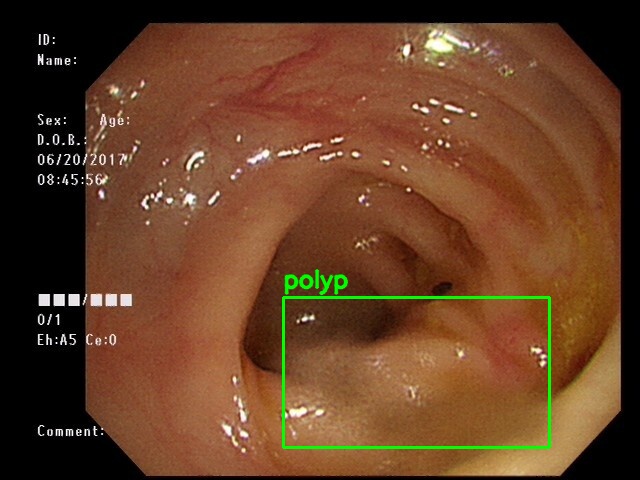 ID:
Name:
Sex: Age:
D.O.B.:
06/20/2017
08:45:56
■■■/■■■
0/1
Eh:A5 Ce:0
Comment:
polyp